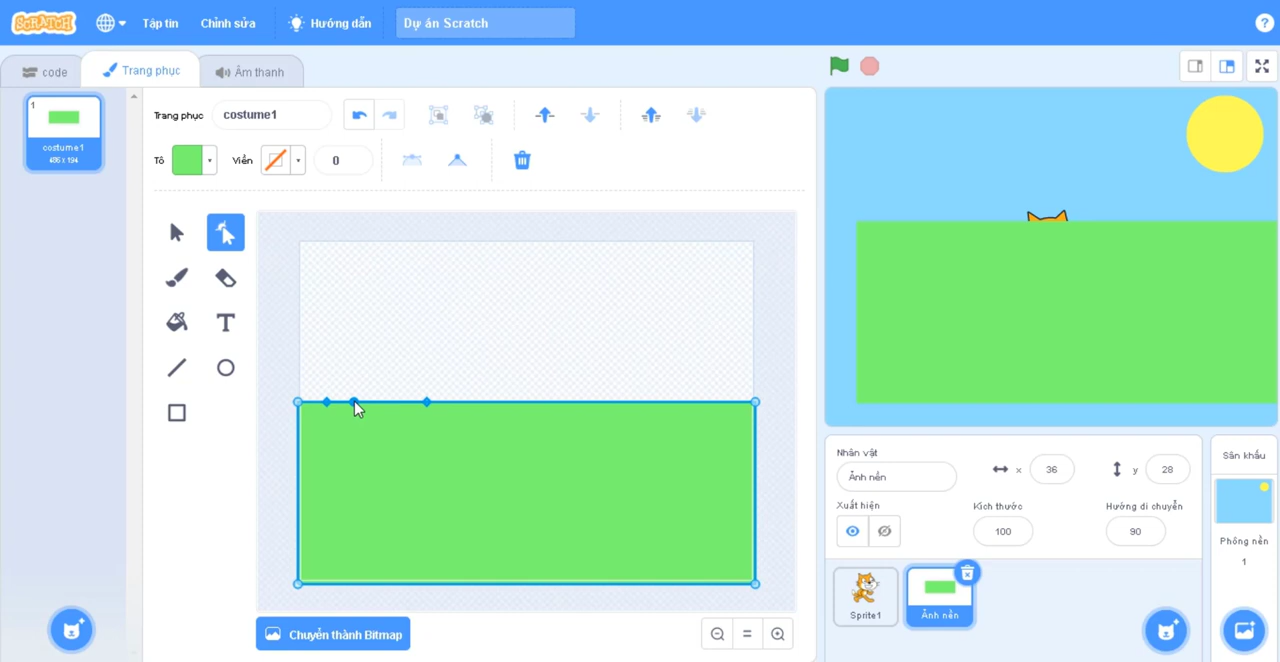 SCRATCH
Tập tin
Chỉnh sửa
Hướng dẫn
Dự án Scratch
?
code
Trang phục
Âm thanh
1
costume1
Trang phục
costume1
Tô
Viền
0
Nhân vật
Ảnh nền
x
36
y
28
Xuất hiện
Kích thước
100
Hướng di chuyển
90
Sân khấu
Phông nền
1
Sprite1
Ảnh nền
Chuyển thành Bitmap